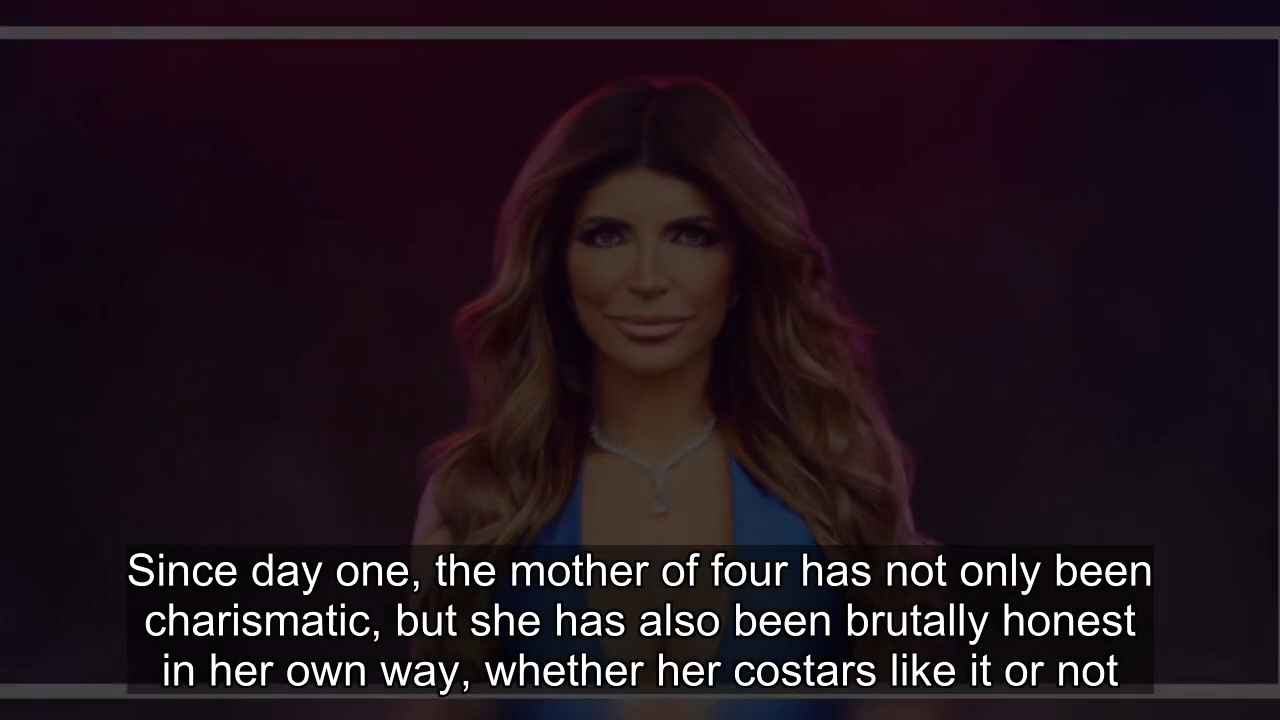 Since day one, the mother of four has not only been
charismatic, but she has also been brutally honest
in her own way, whether her costars like it or not